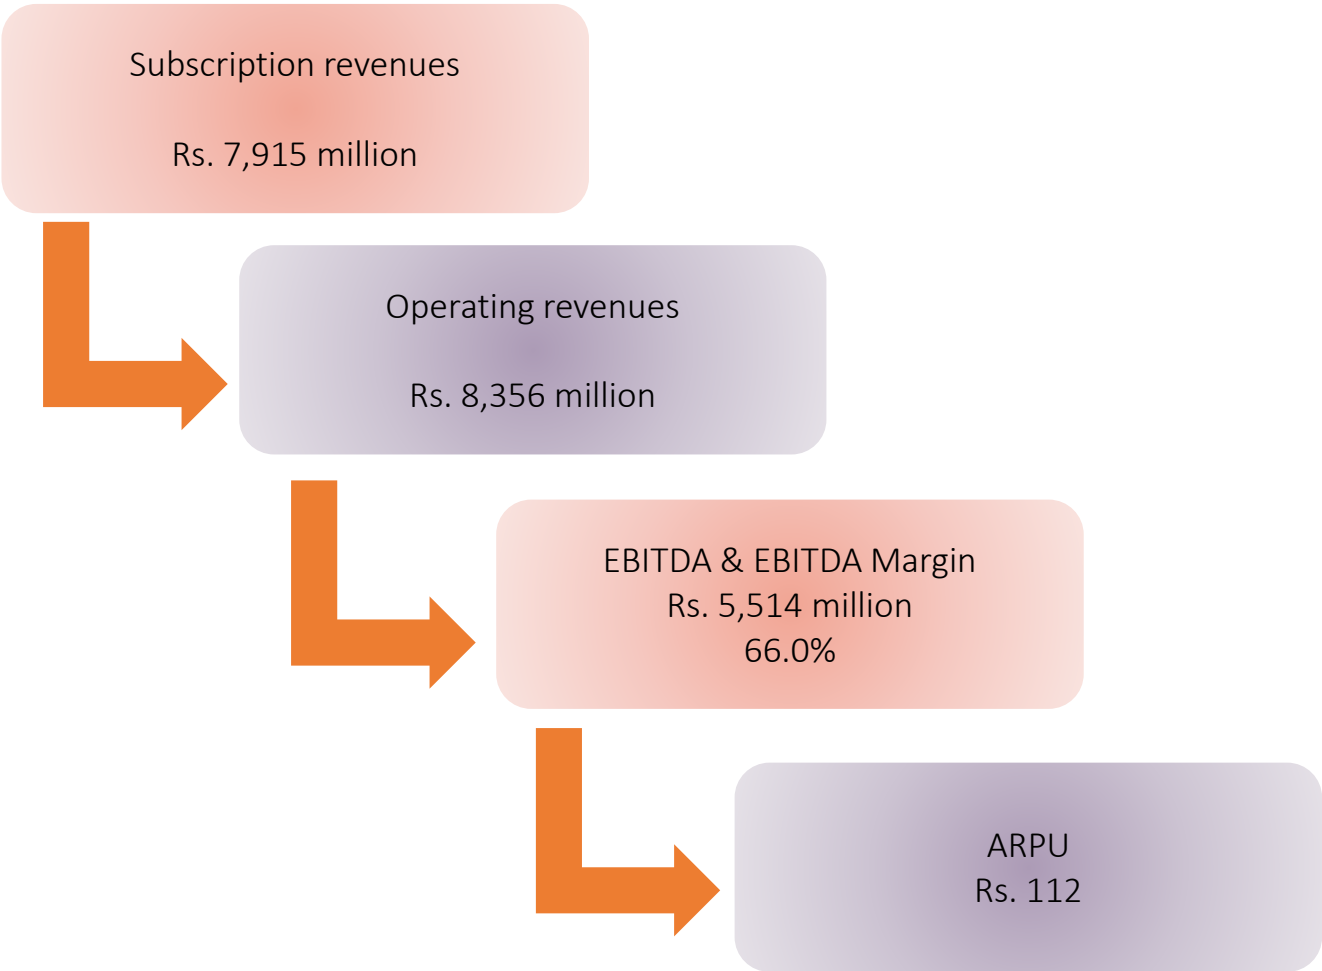 Subscription revenues
Rs. 7,915 million
Operating revenues
Rs. 8,356 million
EBITDA & EBITDA Margin
Rs. 5,514 million
66.0%
ARPU
Rs. 112